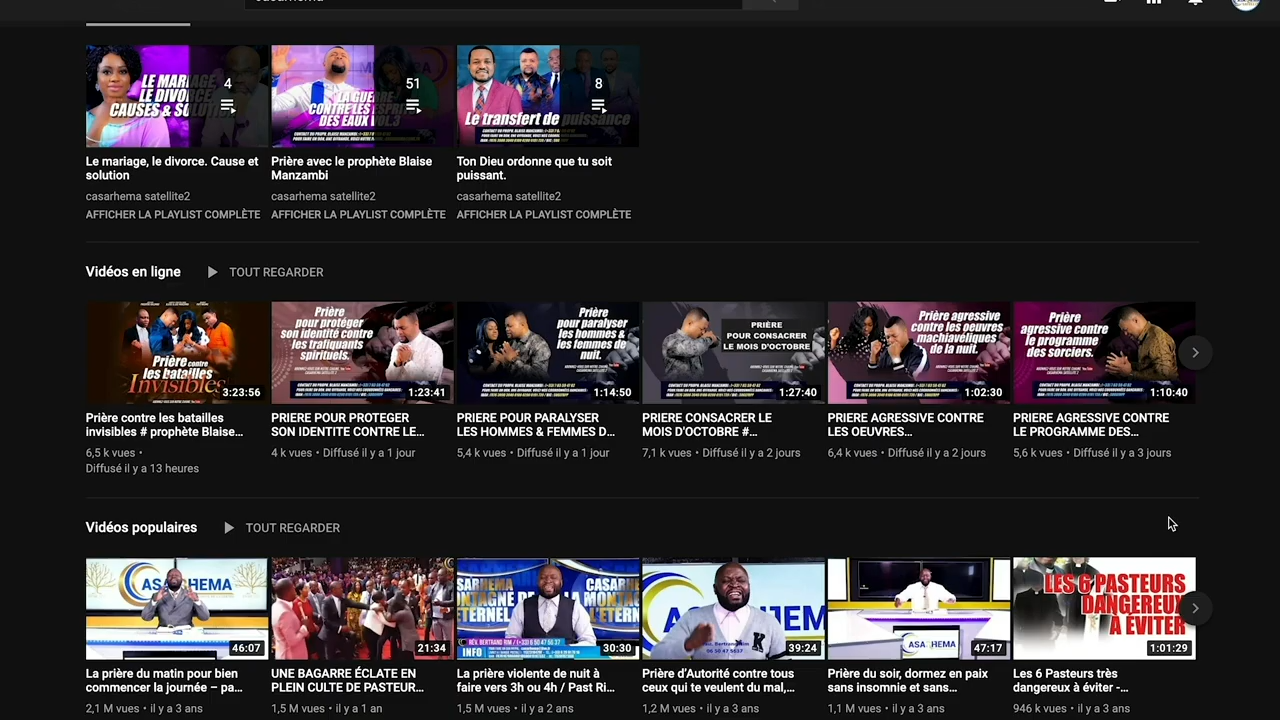 LE MARIAGE,
LE DIVORCE
CAUSES & SOLUTION
4
LA GUERRE
CONTRE LES ESPRITS
DES EAUX VOL.3
51
Le transfert de puissance
8
Le mariage, le divorce. Cause et
solution
casarhema satellite2
AFFICHER LA PLAYLIST COMPLÈTE
Prière avec le prophète Blaise
Manzambi
casarhema satellite2
AFFICHER LA PLAYLIST COMPLÈTE
Ton Dieu ordonne que tu soit
puissant.
casarhema satellite2
AFFICHER LA PLAYLIST COMPLÈTE
Vidéos en ligne
TOUT REGARDER
Prière contre
les batailles
Invisibles
3:23:56
Prière contre les batailles
invisibles # prophète Blaise...
6,5 k vues •
Diffusé il y a 13 heures
Prière
pour protéger
son identité contre
les trafiquants
spirituels.
1:23:41
PRIERE POUR PROTEGER
SON IDENTITE CONTRE LE...
4 k vues • Diffusé il y a 1 jour
Prière
pour paralyser
les hommes &
les femmes de
nuit.
1:14:50
PRIERE POUR PARALYSER
LES HOMMES & FEMMES D...
5,4 k vues • Diffusé il y a 1 jour
PRIÈRE
POUR CONSACRER
LE MOIS D'OCTOBRE
1:27:40
PRIERE CONSACRER LE
MOIS D'OCTOBRE #...
7,1 k vues • Diffusé il y a 2 jours
Prière agressive
contre les oeuvres
machiavéliques
de la nuit.
1:02:30
PRIERE AGRESSIVE CONTRE
LES OEUVRES...
6,4 k vues • Diffusé il y a 2 jours
Prière
agressive contre
le programme
des sorciers.
1:10:40
PRIERE AGRESSIVE CONTRE
LE PROGRAMME DES...
5,6 k vues • Diffusé il y a 3 jours
Vidéos populaires
TOUT REGARDER
46:07
La prière du matin pour bien
commencer la journée – pa...
2,1 M vues • il y a 3 ans
21:34
UNE BAGARRE ÉCLATE EN
PLEIN CULTE DE PASTEUR...
1,5 M vues • il y a 1 an
INFO
30:30
La prière violente de nuit à
faire vers 3h ou 4h / Past Ri...
1,5 M vues • il y a 2 ans
K
39:24
Prière d'Autorité contre tous
ceux qui te veulent du mal,...
1,2 M vues • il y a 3 ans
47:17
Prière du soir, dormez en paix
sans insomnie et sans...
1,1 M vues • il y a 3 ans
LES 6 PASTEURS
DANGEREUX
A ÉVITER
1:01:29
Les 6 Pasteurs très
dangereux à éviter -...
946 k vues • il y a 3 ans